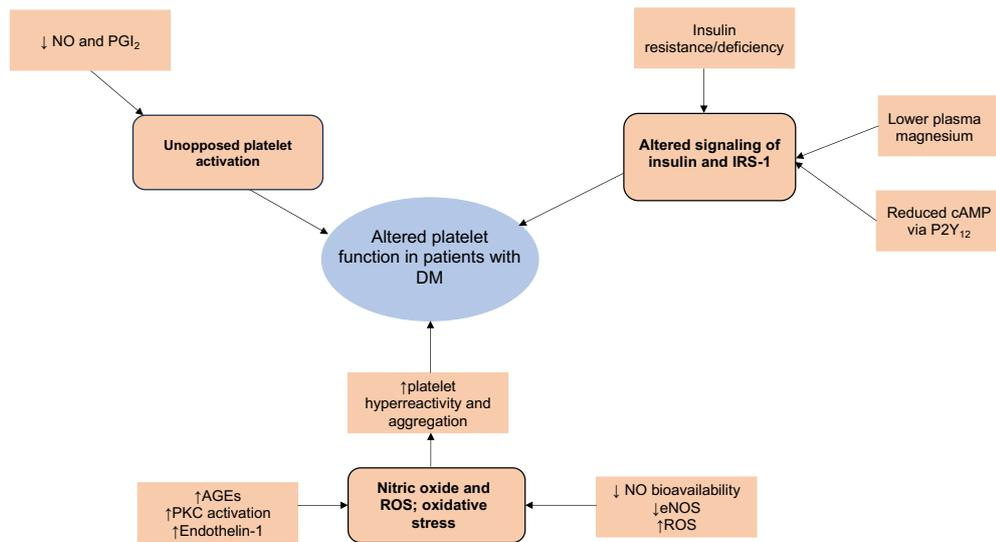 ↓ NO and PGI₂
Insulin
resistance/deficiency
Unopposed platelet
activation
Altered signaling of
insulin and IRS-1
Lower plasma
magnesium
Reduced cAMP
via P2Y₁₂
Altered platelet
function in patients with
DM
↑platelet
hyperreactivity and
aggregation
↑AGEs
↑PKC activation
↑Endothelin-1
Nitric oxide and
ROS; oxidative
stress
↓ NO bioavailability
↓eNOS
↑ROS